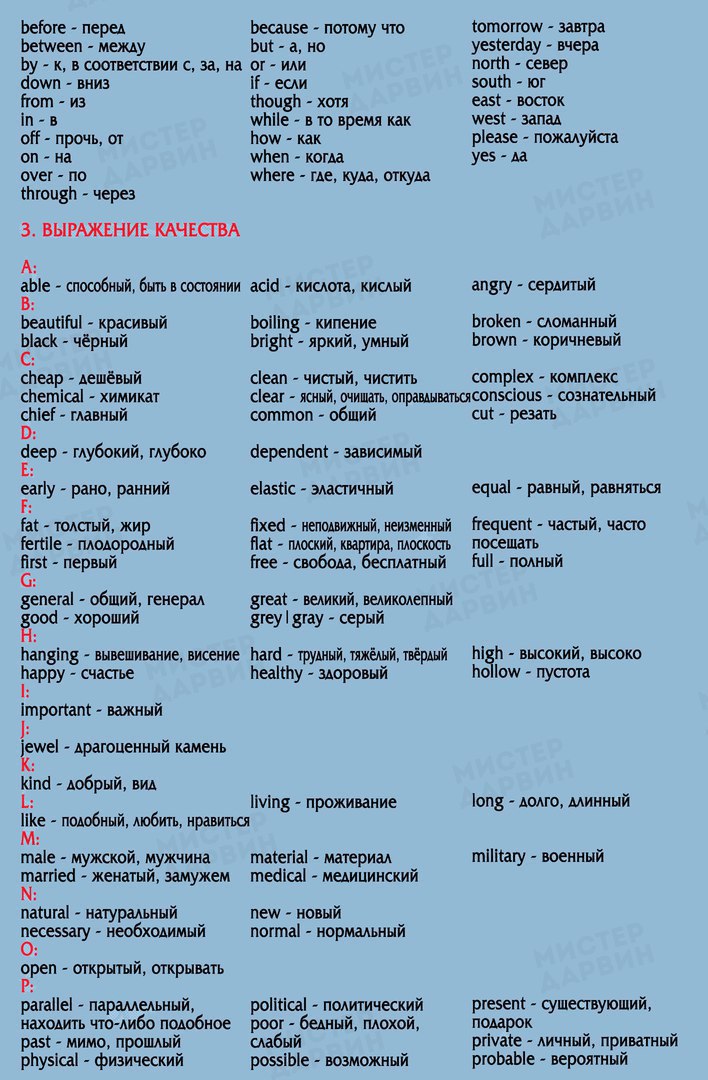 before - перед
between - между
by - к, в соответствии с, за, на
down - вниз
from - из
in - в
off - прочь, от
on - на
over - по
through - через
because - потому что
but - а, но
or - или
if - если
though - хотя
while - в то время как
how - как
when - когда
where - где, куда, откуда
tomorrow - завтра
yesterday - вчера
north - север
south - юг
east - восток
west - запад
please - пожалуйста
yes - да
3. ВЫРАЖЕНИЕ КАЧЕСТВА
A:
able - способный, быть в состоянии
acid - кислота, кислый
angry - сердитый
B:
beautiful - красивый
black - чёрный
boiling - кипение
bright - яркий, умный
broken - сломанный
brown - коричневый
C:
cheap - дешёвый
chemical - химикат
chief - главный
clean - чистый, чистить
clear - ясный, очищать, оправдываться
common - общий
complex - комплекс
conscious - сознательный
cut - резать
D:
deep - глубокий, глубоко
dependent - зависимый
E:
early - рано, ранний
elastic - эластичный
equal - равный, равняться
F:
fat - толстый, жир
fertile - плодородный
first - первый
fixed - неподвижный, неизменный
flat - плоский, квартира, плоскость
free - свобода, бесплатный
frequent - частый, часто
посещать
full - полный
G:
general - общий, генерал
good - хороший
great - великий, великолепный
grey|gray - серый
H:
hanging - вывешивание, висение
happy - счастье
hard - трудный, тяжёлый, твёрдый
healthy - здоровый
high - высокий, высоко
hollow - пустота
I:
important - важный
J:
jewel - драгоценный камень
K:
kind - добрый, вид
L:
like - подобный, любить, нравиться
living - проживание
long - долго, длинный
M:
male - мужской, мужчина
married - женатый, замужем
material - материал
medical - медицинский
military - военный
N:
natural - натуральный
necessary - необходимый
new - новый
normal - нормальный
O:
open - открытый, открывать
P:
parallel - параллельный,
находить что-либо подобное
past - мимо, прошлый
physical - физический
political - политический
poor - бедный, плохой,
слабый
possible - возможный
present - существующий,
подарок
private - личный, приватный
probable - вероятный
МИСТЕР
ДАРВИН